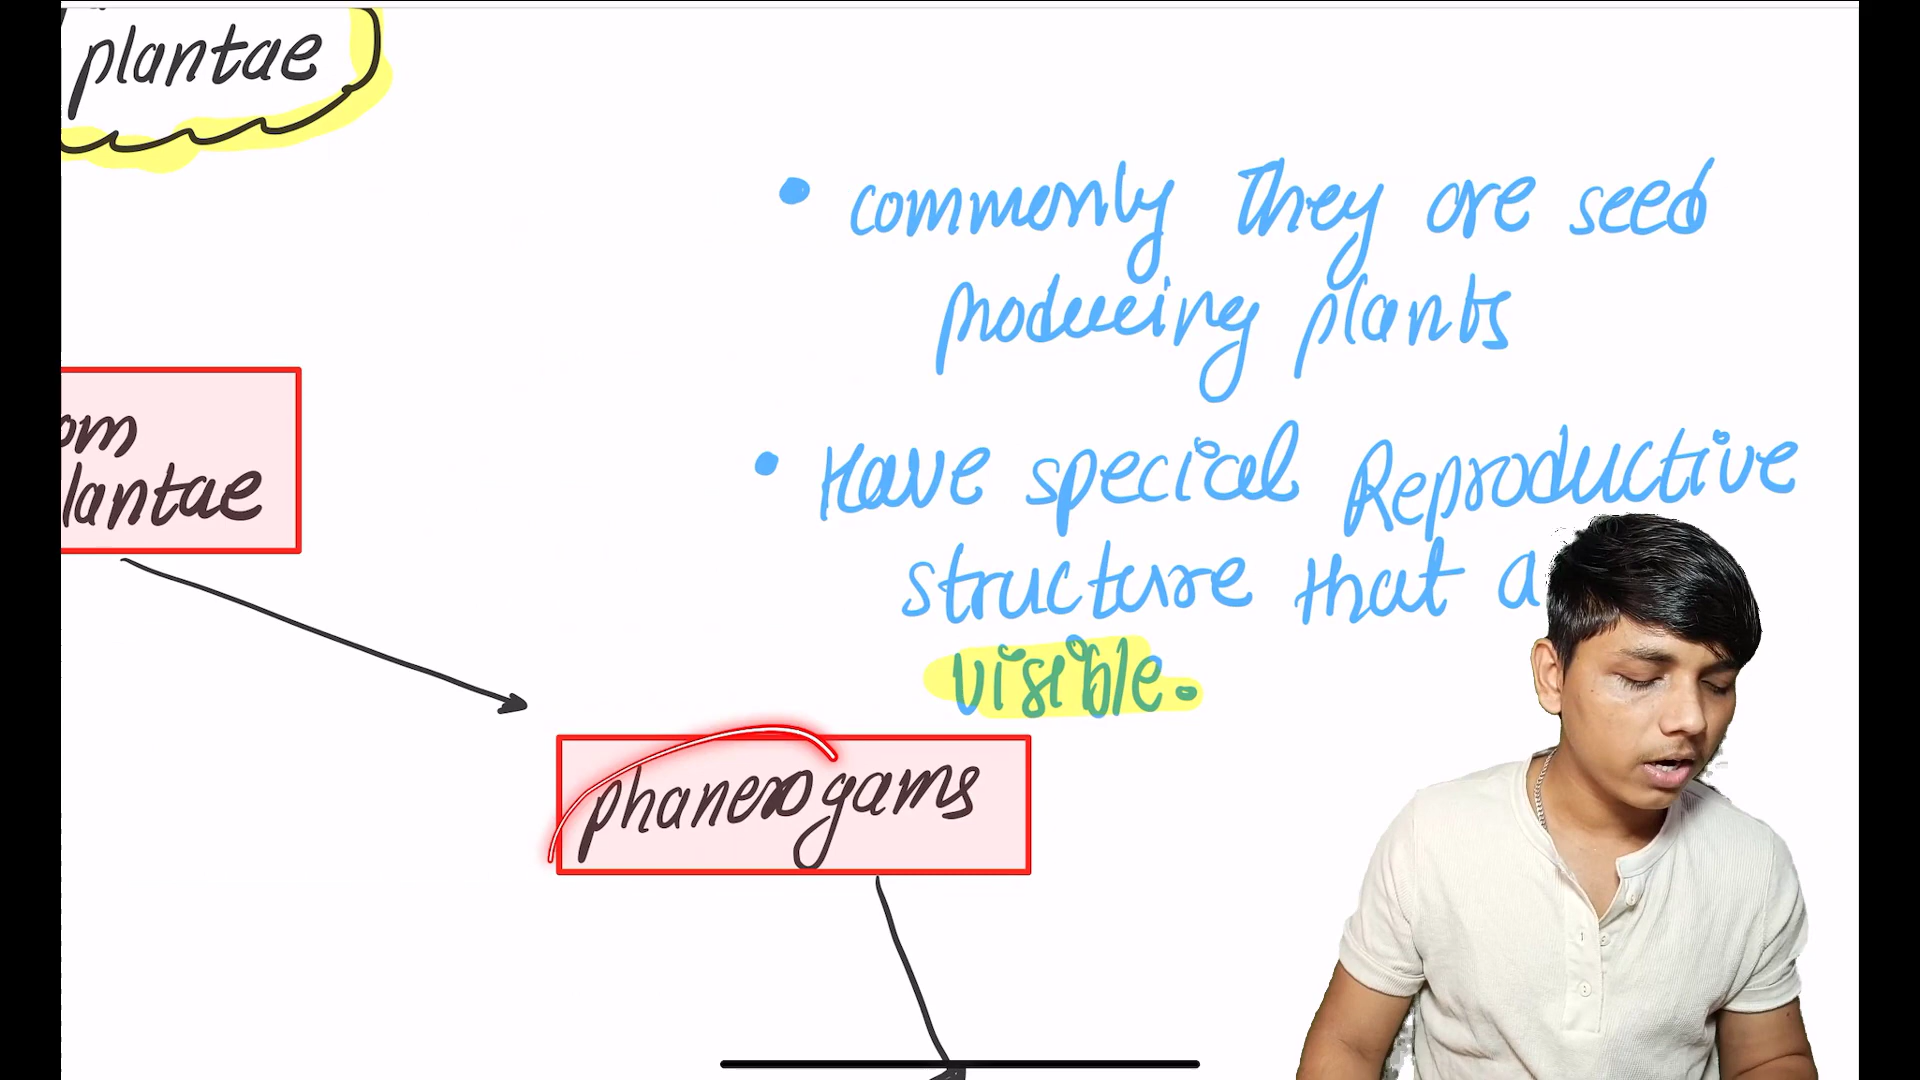 plantae
commonly They are seed
producing plants
om
lantae
• Have special Reproductive
structure that a
visible.
phanerogams